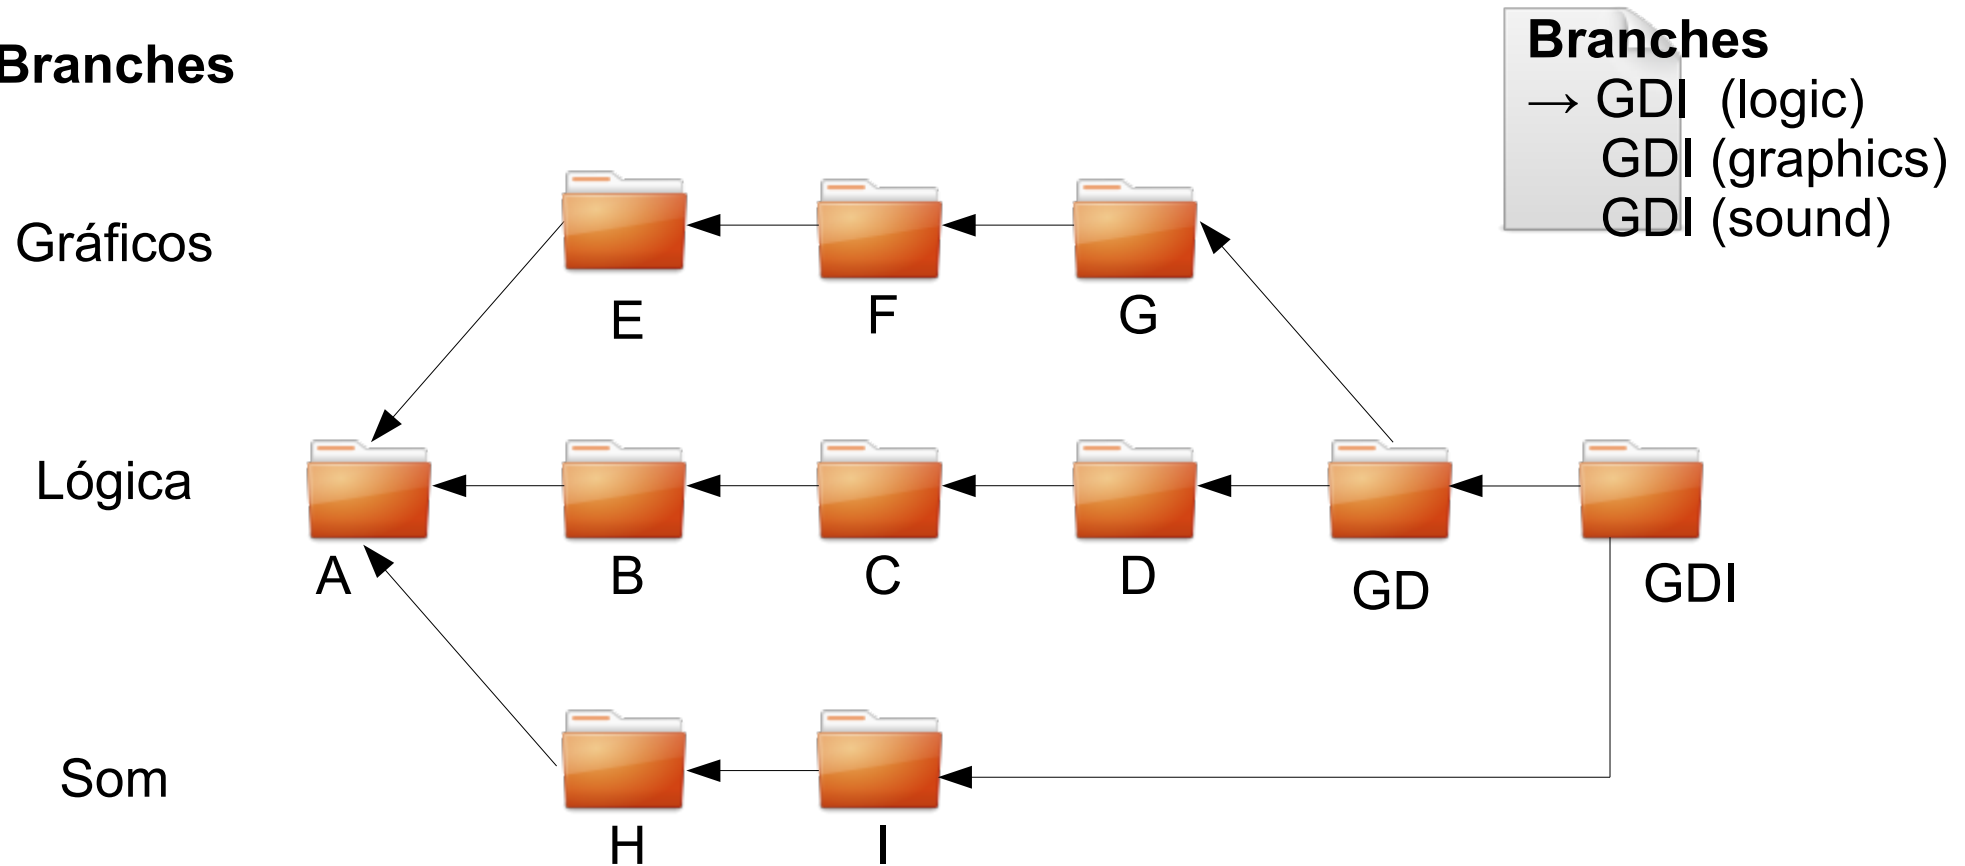 Branches
Branches
→ GDI (logic)
GDI (graphics)
GDI (sound)
Gráficos
E
F
G
Lógica
A
B
C
D
GD
GDI
Som
H
I